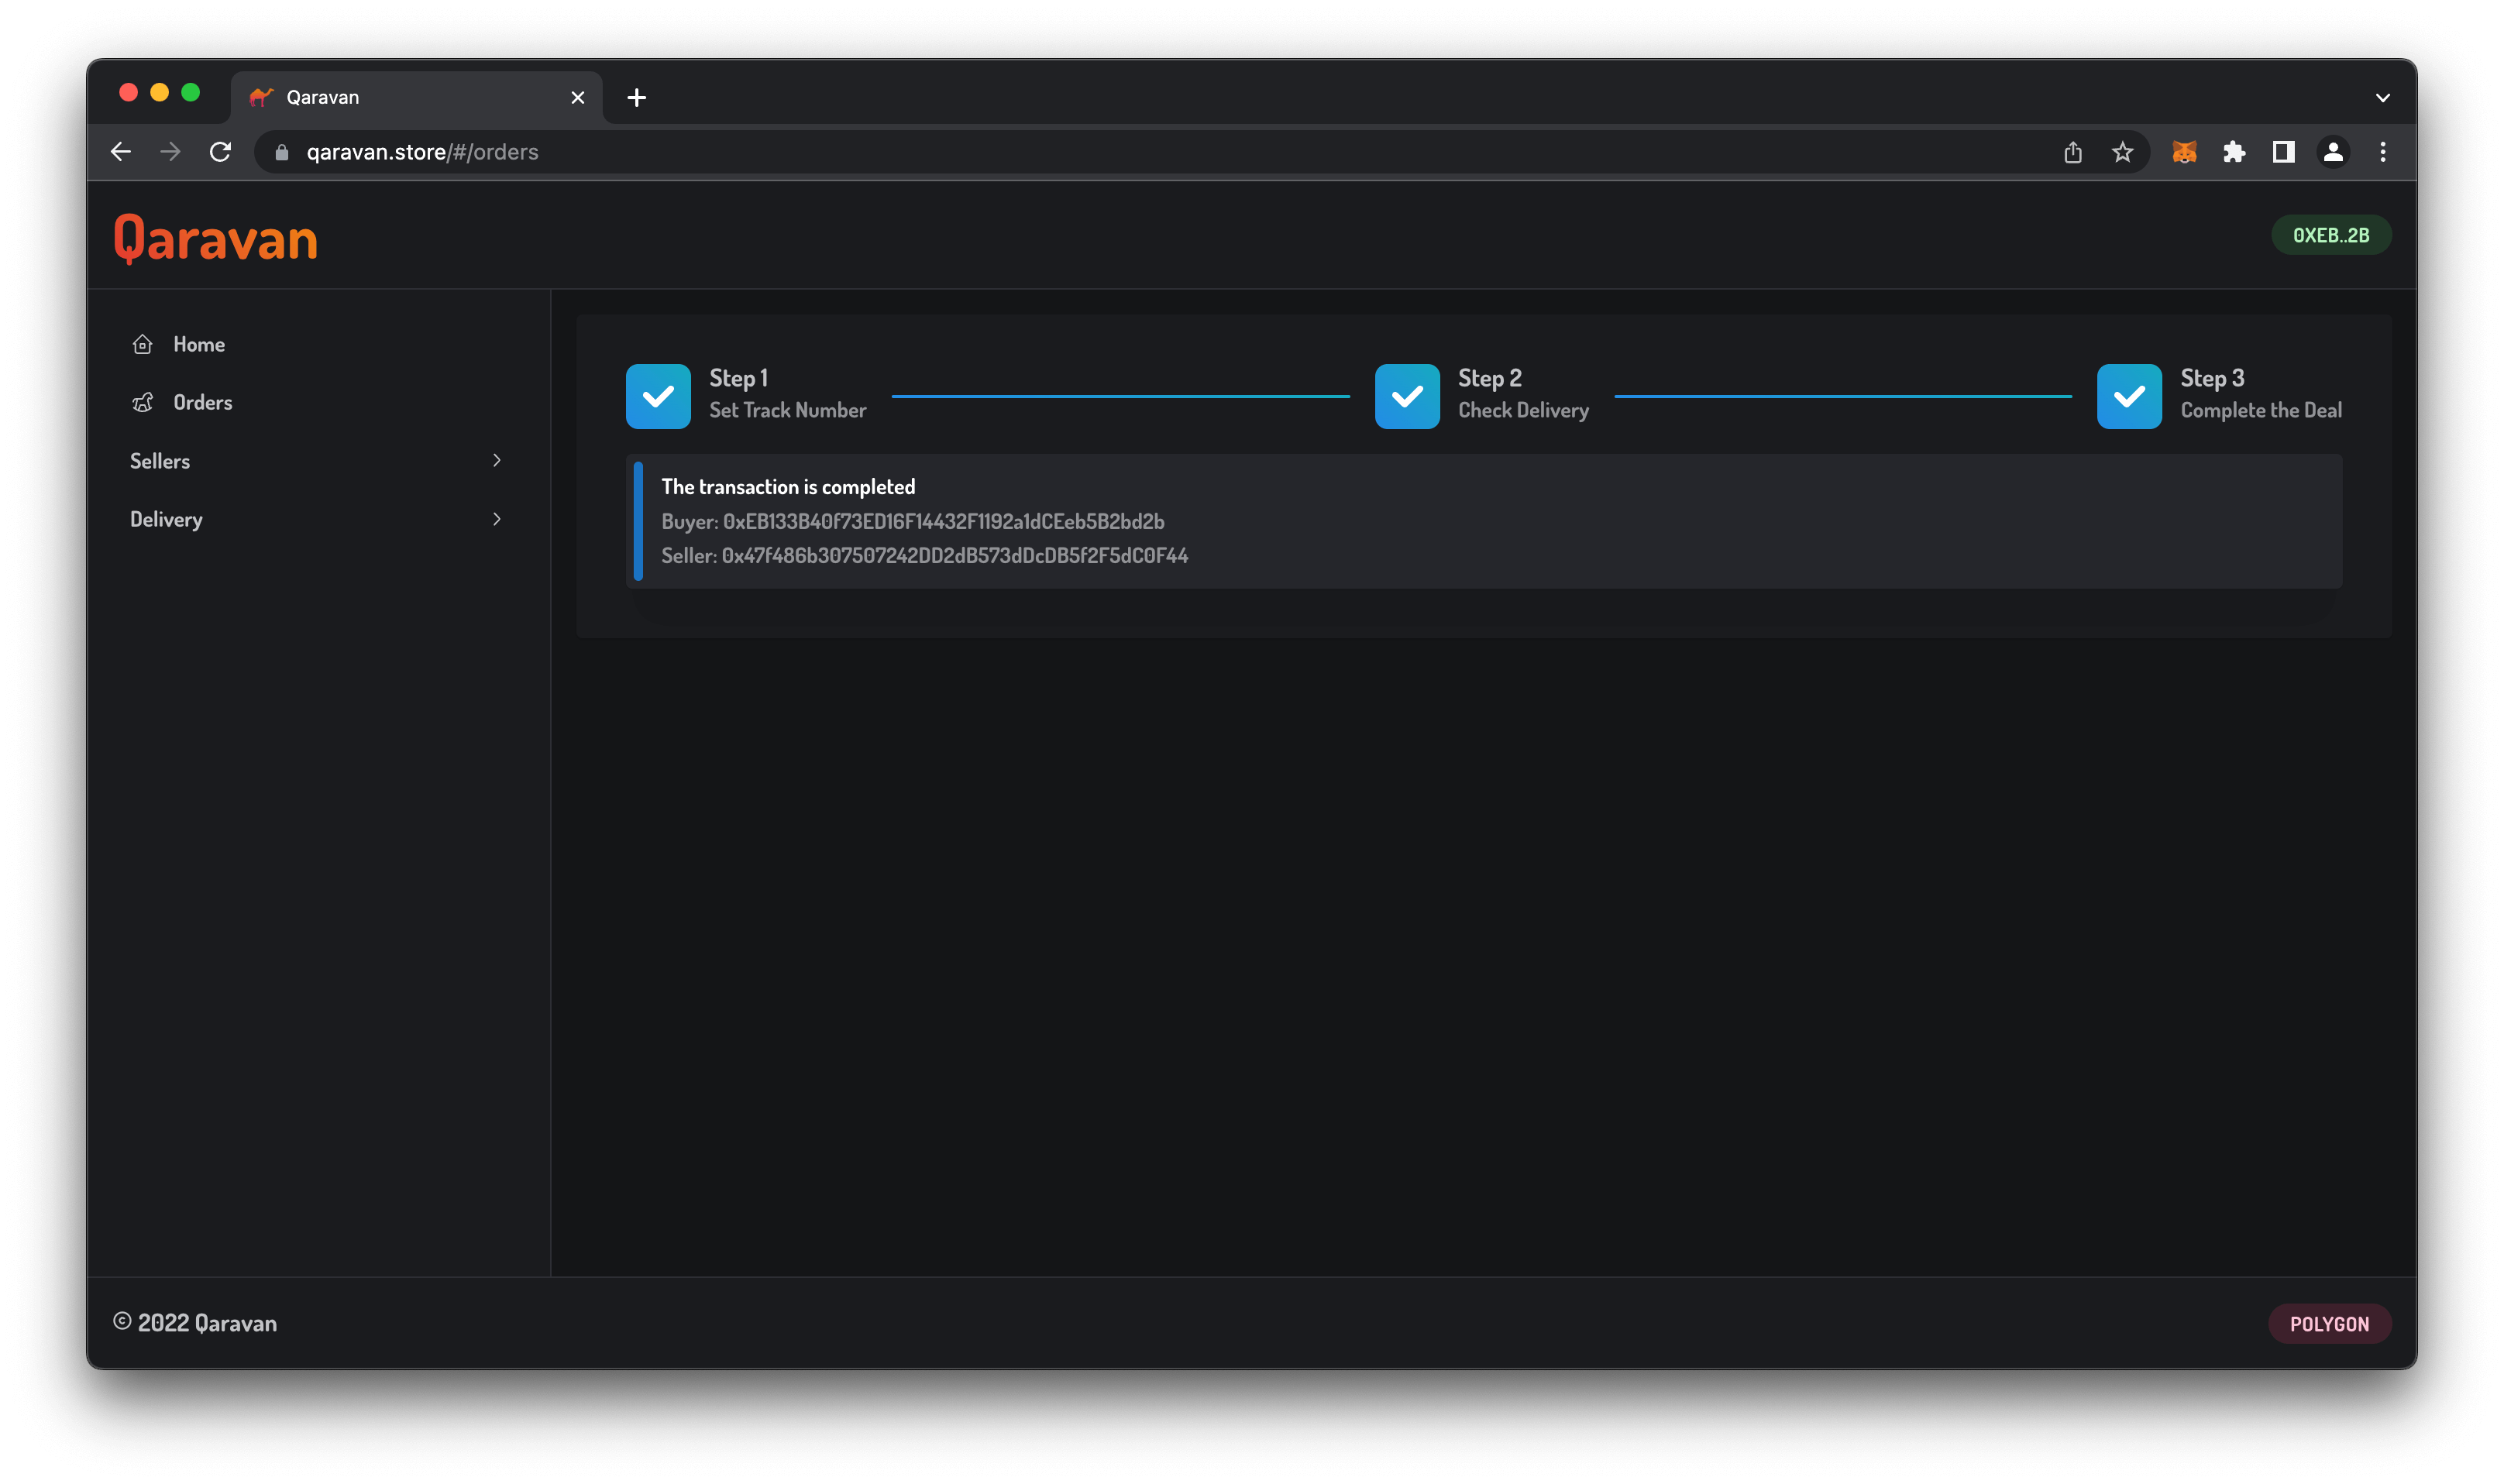 Qaravan
qaravan.store/#/orders
Qaravan
0XEB..2B
Home
Orders
Sellers
Delivery
Step 1
Set Track Number
Step 2
Check Delivery
Step 3
Complete the Deal
The transaction is completed
Buyer: 0xEB133B40f73ED16F14432F1192a1dCEeb5B2bd2b
Seller: 0x47f486b307507242DD2dB573dDcDB5f2F5dC0F44
© 2022 Qaravan
POLYGON